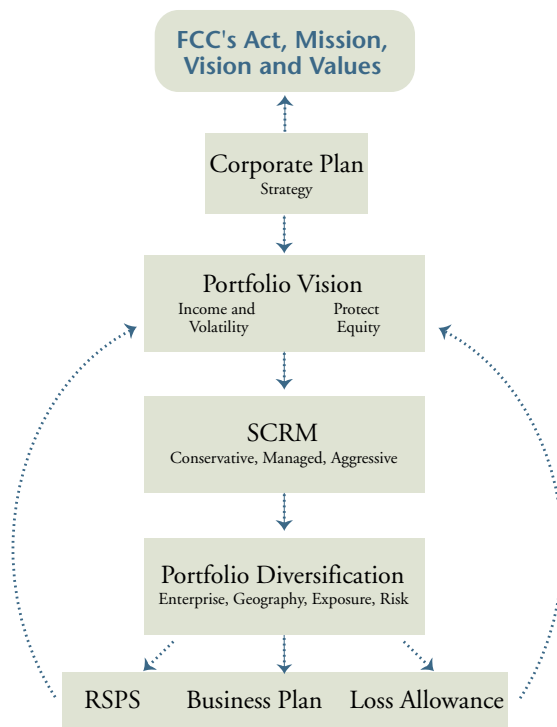 FCC's Act, Mission,
Vision and Values
Corporate Plan
Strategy
Portfolio Vision
Income and
Volatility
Protect
Equity
SCRM
Conservative, Managed, Aggressive
Portfolio Diversification
Enterprise, Geography, Exposure, Risk
RSPS Business Plan Loss Allowance